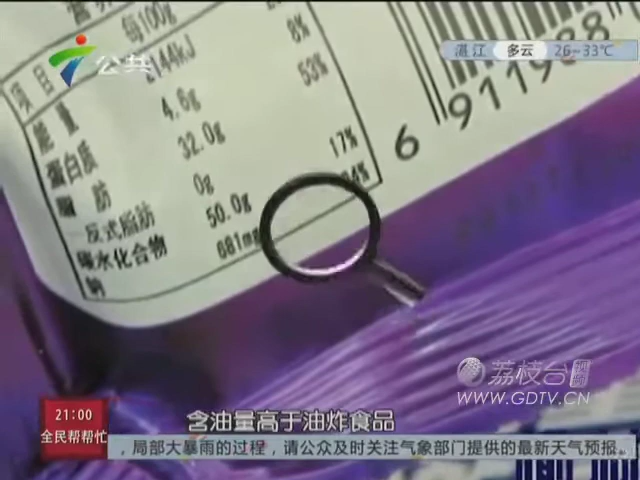 公共
湛江 多云 26~33℃
每100g
项目
能量 2144kJ
蛋白质 4.6g 8%
脂肪 32.0g 53%
反式脂肪 0g
碳水化合物 50.0g 17%
钠 681mg 34%
6 911988
荔枝台 视频
WWW.GDTV.CN
含油量高于油炸食品
21:00
全民帮帮忙
，局部大暴雨的过程，请公众及时关注气象部门提供的最新天气预报。